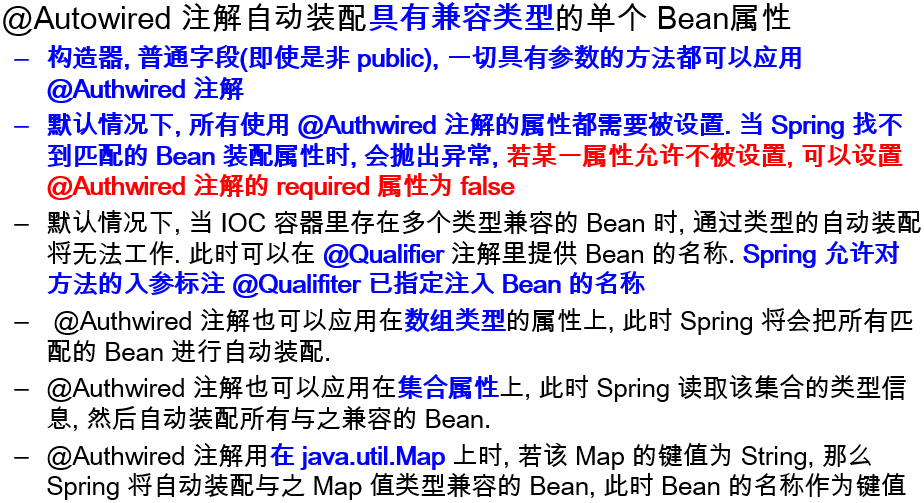 @Autowired 注解自动装配具有兼容类型的单个 Bean属性
– 构造器, 普通字段(即使是非 public), 一切具有参数的方法都可以应用
@Authwired 注解
– 默认情况下, 所有使用 @Authwired 注解的属性都需要被设置. 当 Spring 找不
到匹配的 Bean 装配属性时, 会抛出异常, 若某一属性允许不被设置, 可以设置
@Authwired 注解的 required 属性为 false
– 默认情况下, 当 IOC 容器里存在多个类型兼容的 Bean 时, 通过类型的自动装配
将无法工作. 此时可以在 @Qualifier 注解里提供 Bean 的名称. Spring 允许对
方法的入参标注 @Qualifiter 已指定注入 Bean 的名称
– @Authwired 注解也可以应用在数组类型的属性上, 此时 Spring 将会把所有匹
配的 Bean 进行自动装配.
– @Authwired 注解也可以应用在集合属性上, 此时 Spring 读取该集合的类型信
息, 然后自动装配所有与之兼容的 Bean.
– @Authwired 注解用在 java.util.Map 上时, 若该 Map 的键值为 String, 那么
Spring 将自动装配与之 Map 值类型兼容的 Bean, 此时 Bean 的名称作为键值